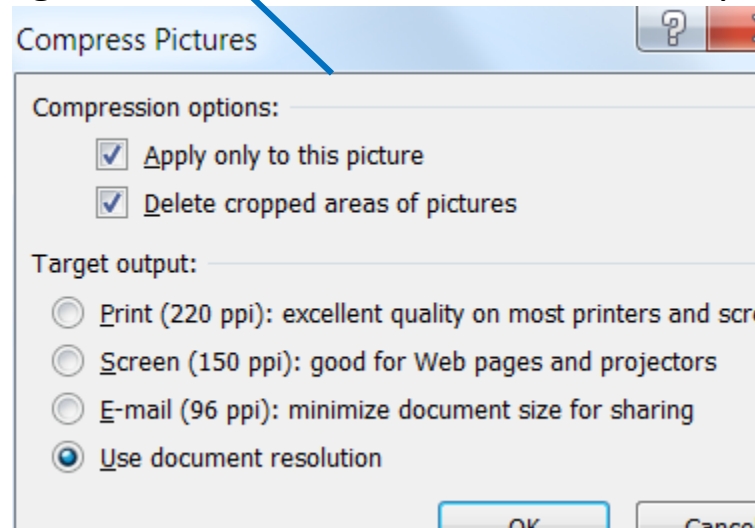 Compress Pictures
Compression options:
Apply only to this picture
Delete cropped areas of pictures
Target output:
Print (220 ppi): excellent quality on most printers and scre
Screen (150 ppi): good for Web pages and projectors
E-mail (96 ppi): minimize document size for sharing
Use document resolution
OK Cance